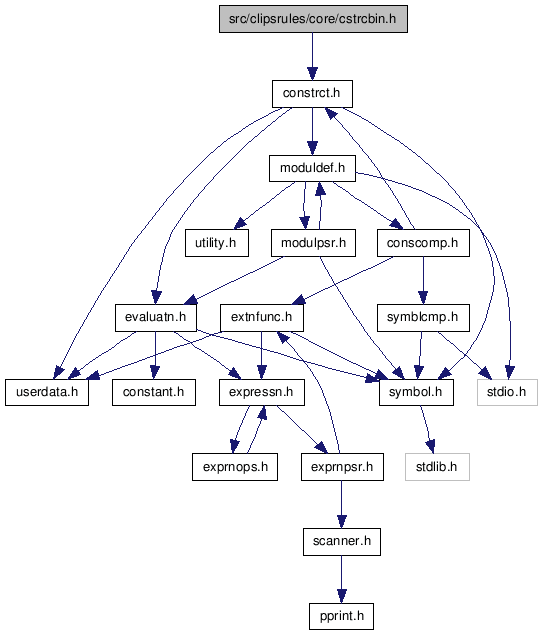 src/clipsrules/core/cstrcbin.h
constrct.h
moduldef.h
utility.h
modulpsr.h
conscomp.h
evaluatn.h
extnfunc.h
symblcmp.h
userdata.h
constant.h
expressn.h
symbol.h
stdio.h
exprnops.h
exprnpsr.h
stdlib.h
scanner.h
pprint.h